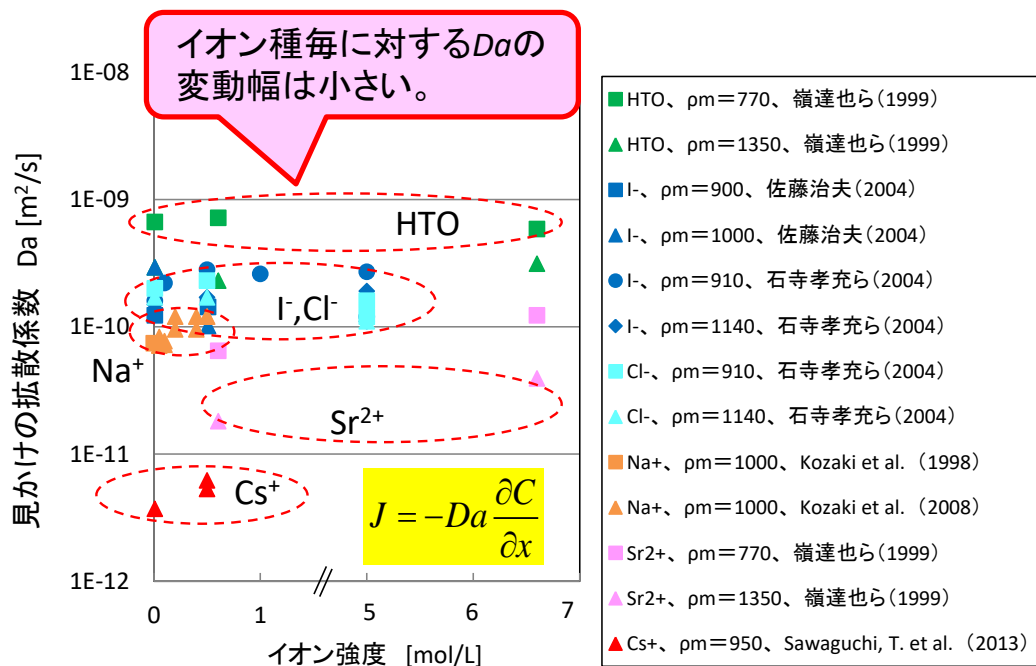 イオン種毎に対するDaの
変動幅は小さい。
見かけの拡散係数 Da [m²/s]
1E-08
1E-09
1E-10
1E-11
1E-12
HTO
I⁻,Cl⁻
Na⁺
Sr²⁺
Cs⁺
J = −Da ∂C/∂x
0 1 5 7
イオン強度 [mol/L]
HTO、ρm＝770、嶺達也ら（1999）
HTO、ρm＝1350、嶺達也ら（1999）
I-、ρm＝900、佐藤治夫（2004）
I-、ρm＝1000、佐藤治夫（2004）
I-、ρm＝910、石寺孝充ら（2004）
I-、ρm＝1140、石寺孝充ら（2004）
Cl-、ρm＝910、石寺孝充ら（2004）
Cl-、ρm＝1140、石寺孝充ら（2004）
Na+、ρm＝1000、Kozaki et al. （1998）
Na+、ρm＝1000、Kozaki et al. （2008）
Sr2+、ρm＝770、嶺達也ら（1999）
Sr2+、ρm＝1350、嶺達也ら（1999）
Cs+、ρm＝950、Sawaguchi, T. et al. （2013）